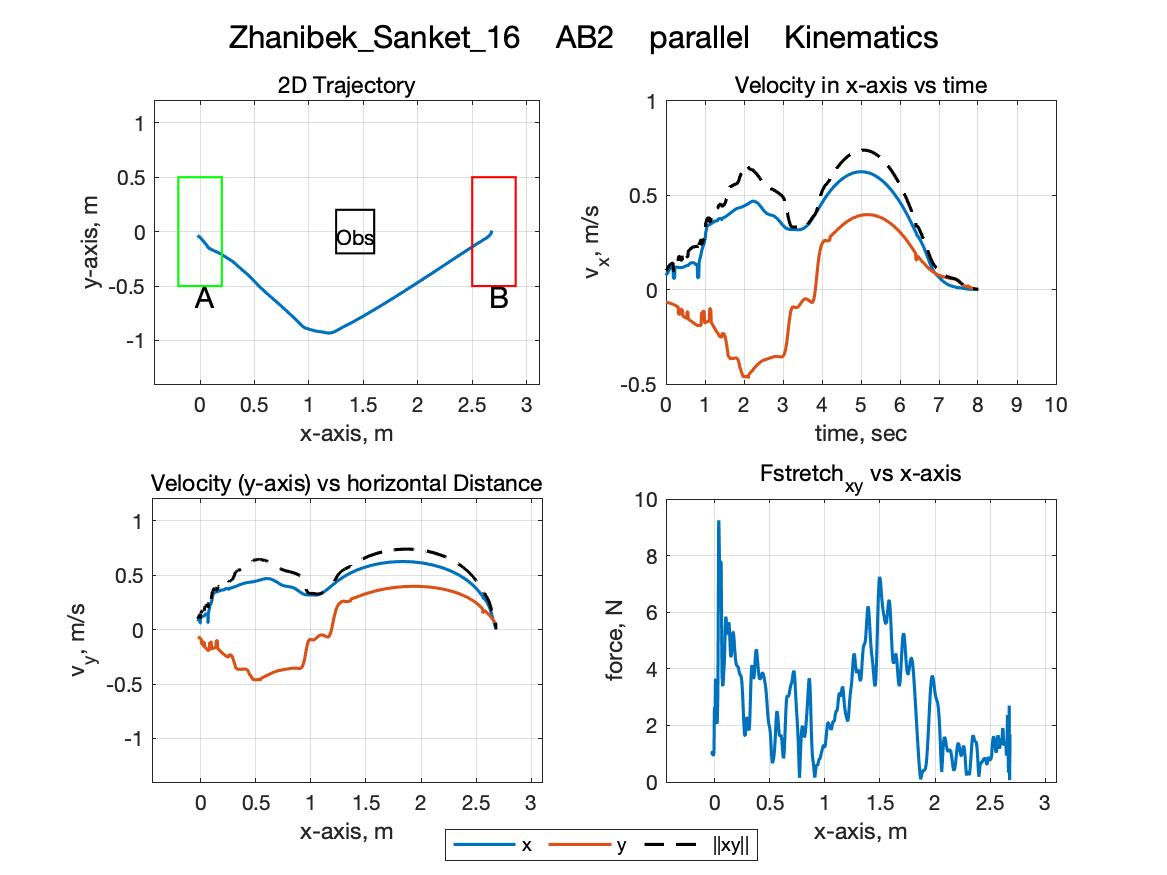 Zhanibek_Sanket_16 AB2 parallel Kinematics
2D Trajectory
1
0.5
0
-0.5
-1
y-axis, m
Obs
A
B
0 0.5 1 1.5 2 2.5 3
x-axis, m
Velocity in x-axis vs time
1
0.5
0
-0.5
v_x, m/s
0 1 2 3 4 5 6 7 8 9 10
time, sec
Velocity (y-axis) vs horizontal Distance
1
0.5
0
-0.5
-1
v_y, m/s
0 0.5 1 1.5 2 2.5 3
x-axis, m
Fstretch_xy vs x-axis
10
8
6
4
2
0
force, N
0 0.5 1 1.5 2 2.5 3
x-axis, m
x y ||xy||